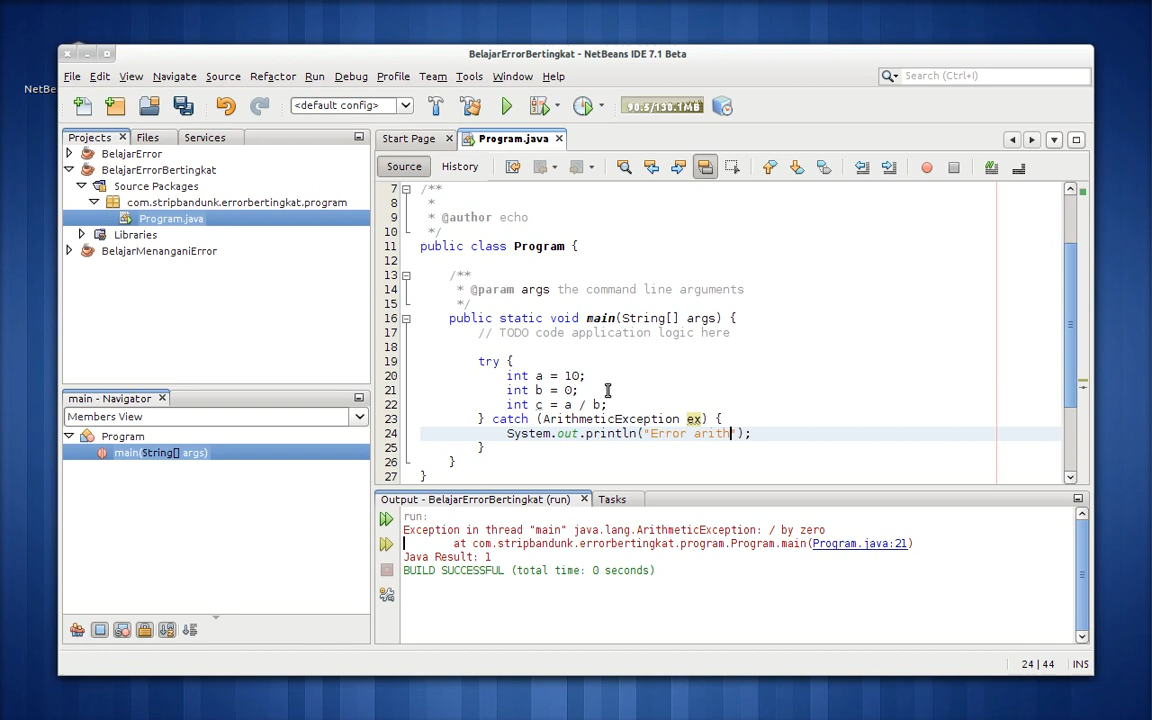 NetBe
BelajarErrorBertingkat - NetBeans IDE 7.1 Beta
File Edit View Navigate Source Refactor Run Debug Profile Team Tools Window Help
Search (Ctrl+I)
<default config>
90.5/130.1MB
Projects Files Services
BelajarError
BelajarErrorBertingkat
Source Packages
com.stripbandunk.errorbertingkat.program
Program.java
Libraries
BelajarMenanganiError
main - Navigator
Members View
Program
main(String[] args)
Start Page Program.java
Source History
7 /**
8 *
9 * @author echo
10 */
11 public class Program {
12
13 /**
14 * @param args the command line arguments
15 */
16 public static void main(String[] args) {
17 // TODO code application logic here
18
19 try {
20 int a = 10;
21 int b = 0;
22 int c = a / b;
23 } catch (ArithmeticException ex) {
24 System.out.println("Error arith");
25 }
26 }
27 }
Output - BelajarErrorBertingkat (run) Tasks
run:
Exception in thread "main" java.lang.ArithmeticException: / by zero
at com.stripbandunk.errorbertingkat.program.Program.main(Program.java:21)
Java Result: 1
BUILD SUCCESSFUL (total time: 0 seconds)
24 | 44 INS